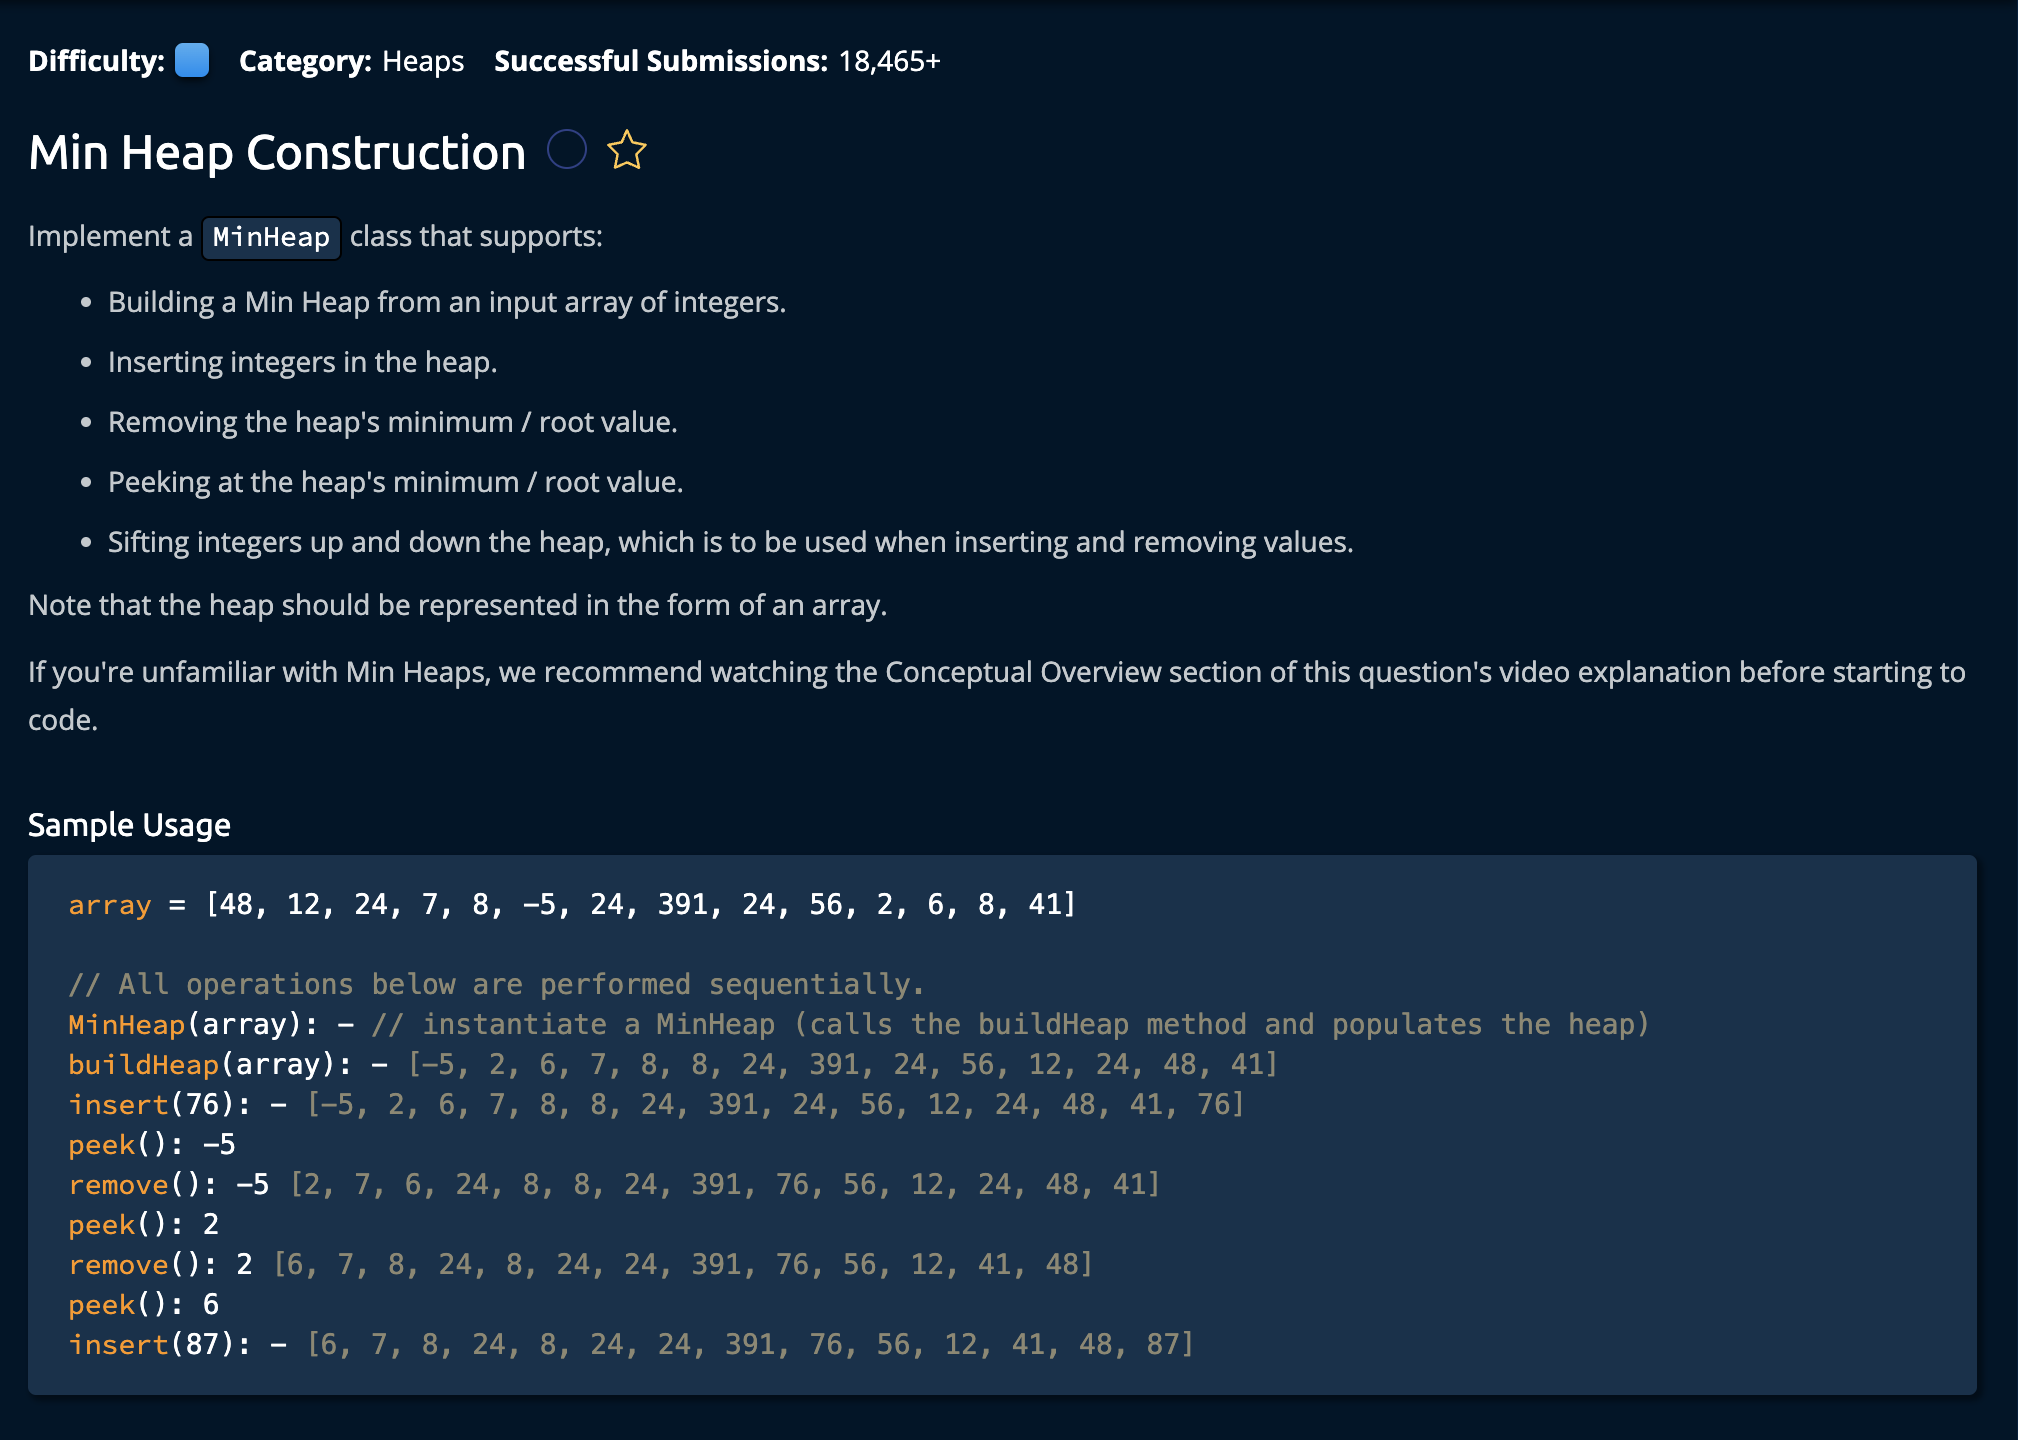 Difficulty: Category: Heaps Successful Submissions: 18,465+
Min Heap Construction
Implement a MinHeap class that supports:
• Building a Min Heap from an input array of integers.
• Inserting integers in the heap.
• Removing the heap's minimum / root value.
• Peeking at the heap's minimum / root value.
• Sifting integers up and down the heap, which is to be used when inserting and removing values.
Note that the heap should be represented in the form of an array.
If you're unfamiliar with Min Heaps, we recommend watching the Conceptual Overview section of this question's video explanation before starting to
code.
Sample Usage
array = [48, 12, 24, 7, 8, -5, 24, 391, 24, 56, 2, 6, 8, 41]
// All operations below are performed sequentially.
MinHeap(array): - // instantiate a MinHeap (calls the buildHeap method and populates the heap)
buildHeap(array): - [-5, 2, 6, 7, 8, 8, 24, 391, 24, 56, 12, 24, 48, 41]
insert(76): - [-5, 2, 6, 7, 8, 8, 24, 391, 24, 56, 12, 24, 48, 41, 76]
peek(): -5
remove(): -5 [2, 7, 6, 24, 8, 8, 24, 391, 76, 56, 12, 24, 48, 41]
peek(): 2
remove(): 2 [6, 7, 8, 24, 8, 24, 24, 391, 76, 56, 12, 41, 48]
peek(): 6
insert(87): - [6, 7, 8, 24, 8, 24, 24, 391, 76, 56, 12, 41, 48, 87]